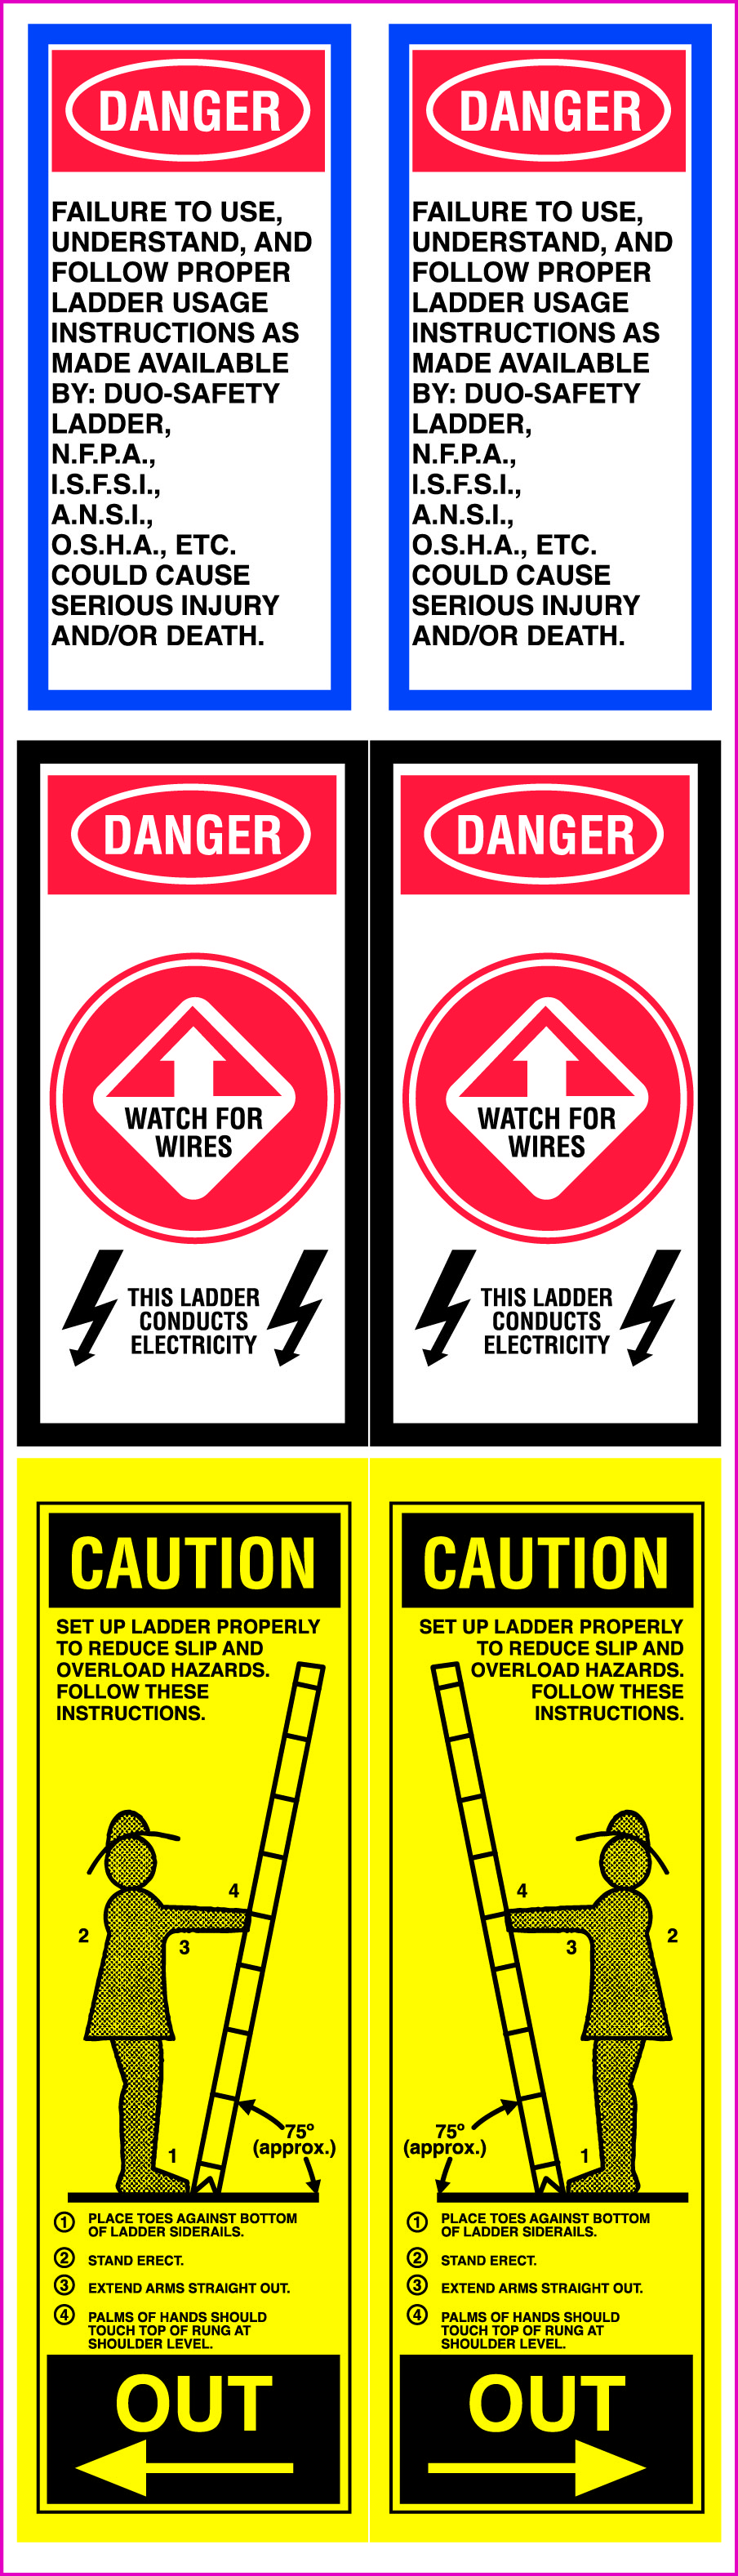 DANGER
FAILURE TO USE,
UNDERSTAND, AND
FOLLOW PROPER
LADDER USAGE
INSTRUCTIONS AS
MADE AVAILABLE
BY: DUO-SAFETY
LADDER,
N.F.P.A.,
I.S.F.S.I.,
A.N.S.I.,
O.S.H.A., ETC.
COULD CAUSE
SERIOUS INJURY
AND/OR DEATH.
DANGER
FAILURE TO USE,
UNDERSTAND, AND
FOLLOW PROPER
LADDER USAGE
INSTRUCTIONS AS
MADE AVAILABLE
BY: DUO-SAFETY
LADDER,
N.F.P.A.,
I.S.F.S.I.,
A.N.S.I.,
O.S.H.A., ETC.
COULD CAUSE
SERIOUS INJURY
AND/OR DEATH.
DANGER
WATCH FOR
WIRES
THIS LADDER
CONDUCTS
ELECTRICITY
DANGER
WATCH FOR
WIRES
THIS LADDER
CONDUCTS
ELECTRICITY
CAUTION
SET UP LADDER PROPERLY
TO REDUCE SLIP AND
OVERLOAD HAZARDS.
FOLLOW THESE
INSTRUCTIONS.
4
2
3
75º
(approx.)
1
1 PLACE TOES AGAINST BOTTOM
OF LADDER SIDERAILS.
2 STAND ERECT.
3 EXTEND ARMS STRAIGHT OUT.
4 PALMS OF HANDS SHOULD
TOUCH TOP OF RUNG AT
SHOULDER LEVEL.
OUT
CAUTION
SET UP LADDER PROPERLY
TO REDUCE SLIP AND
OVERLOAD HAZARDS.
FOLLOW THESE
INSTRUCTIONS.
4
2
3
75º
(approx.)
1
1 PLACE TOES AGAINST BOTTOM
OF LADDER SIDERAILS.
2 STAND ERECT.
3 EXTEND ARMS STRAIGHT OUT.
4 PALMS OF HANDS SHOULD
TOUCH TOP OF RUNG AT
SHOULDER LEVEL.
OUT